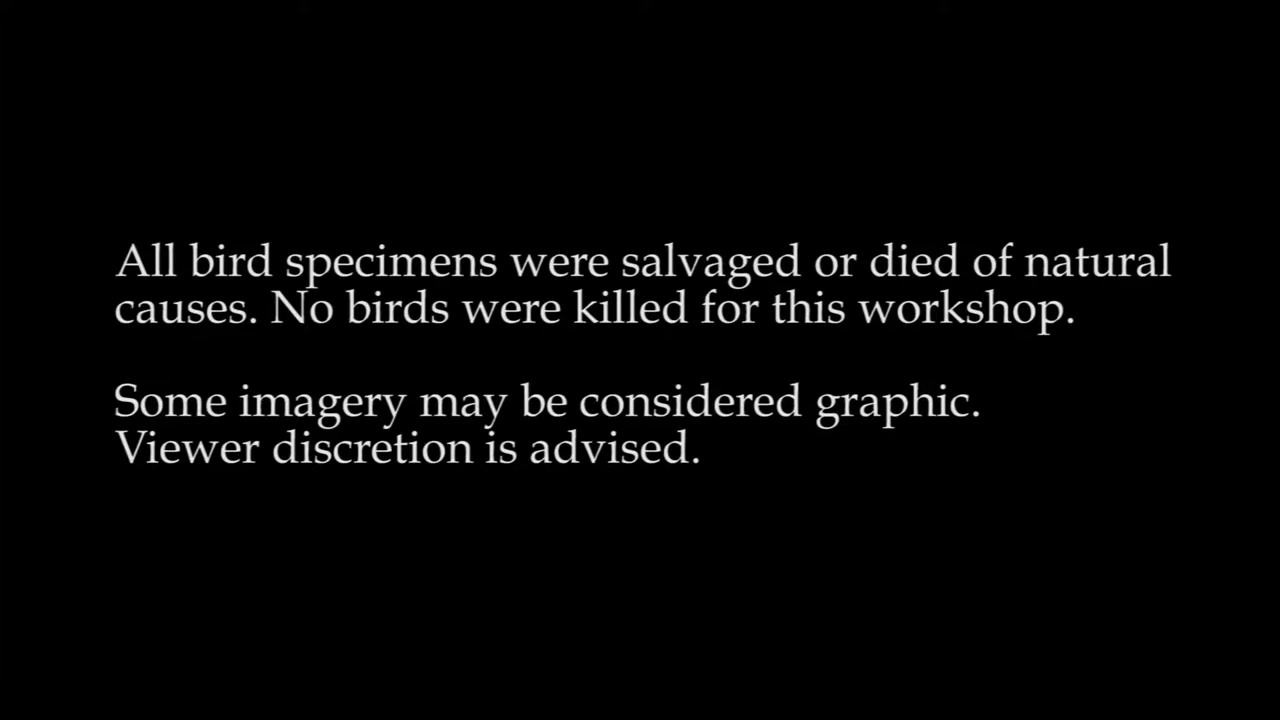 All bird specimens were salvaged or died of natural
causes. No birds were killed for this workshop.
Some imagery may be considered graphic.
Viewer discretion is advised.